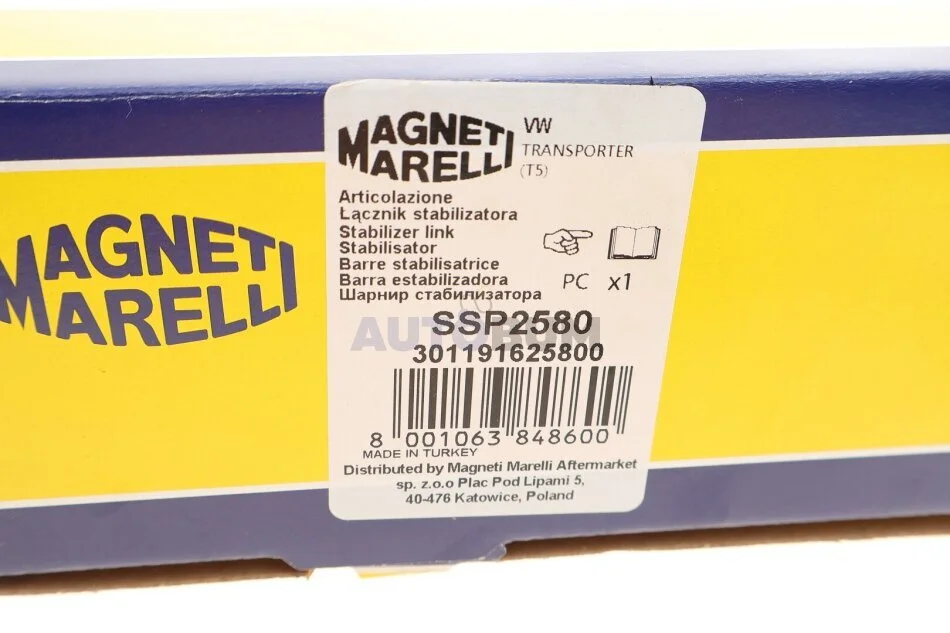 MAGNETI
MARELLI
MAGNETI
MARELLI
VW
TRANSPORTER
(T5)
Articolazione
Łącznik stabilizatora
Stabilizer link
Stabilisator
Barre stabilisatrice
Barra estabilizadora
Шарнир стабилизатора
PC x1
SSP2580
AUTOBUM
301191625800
8 001063 848600
MADE IN TURKEY
Distributed by Magneti Marelli Aftermarket
sp. z.o.o Plac Pod Lipami 5,
40-476 Katowice, Poland